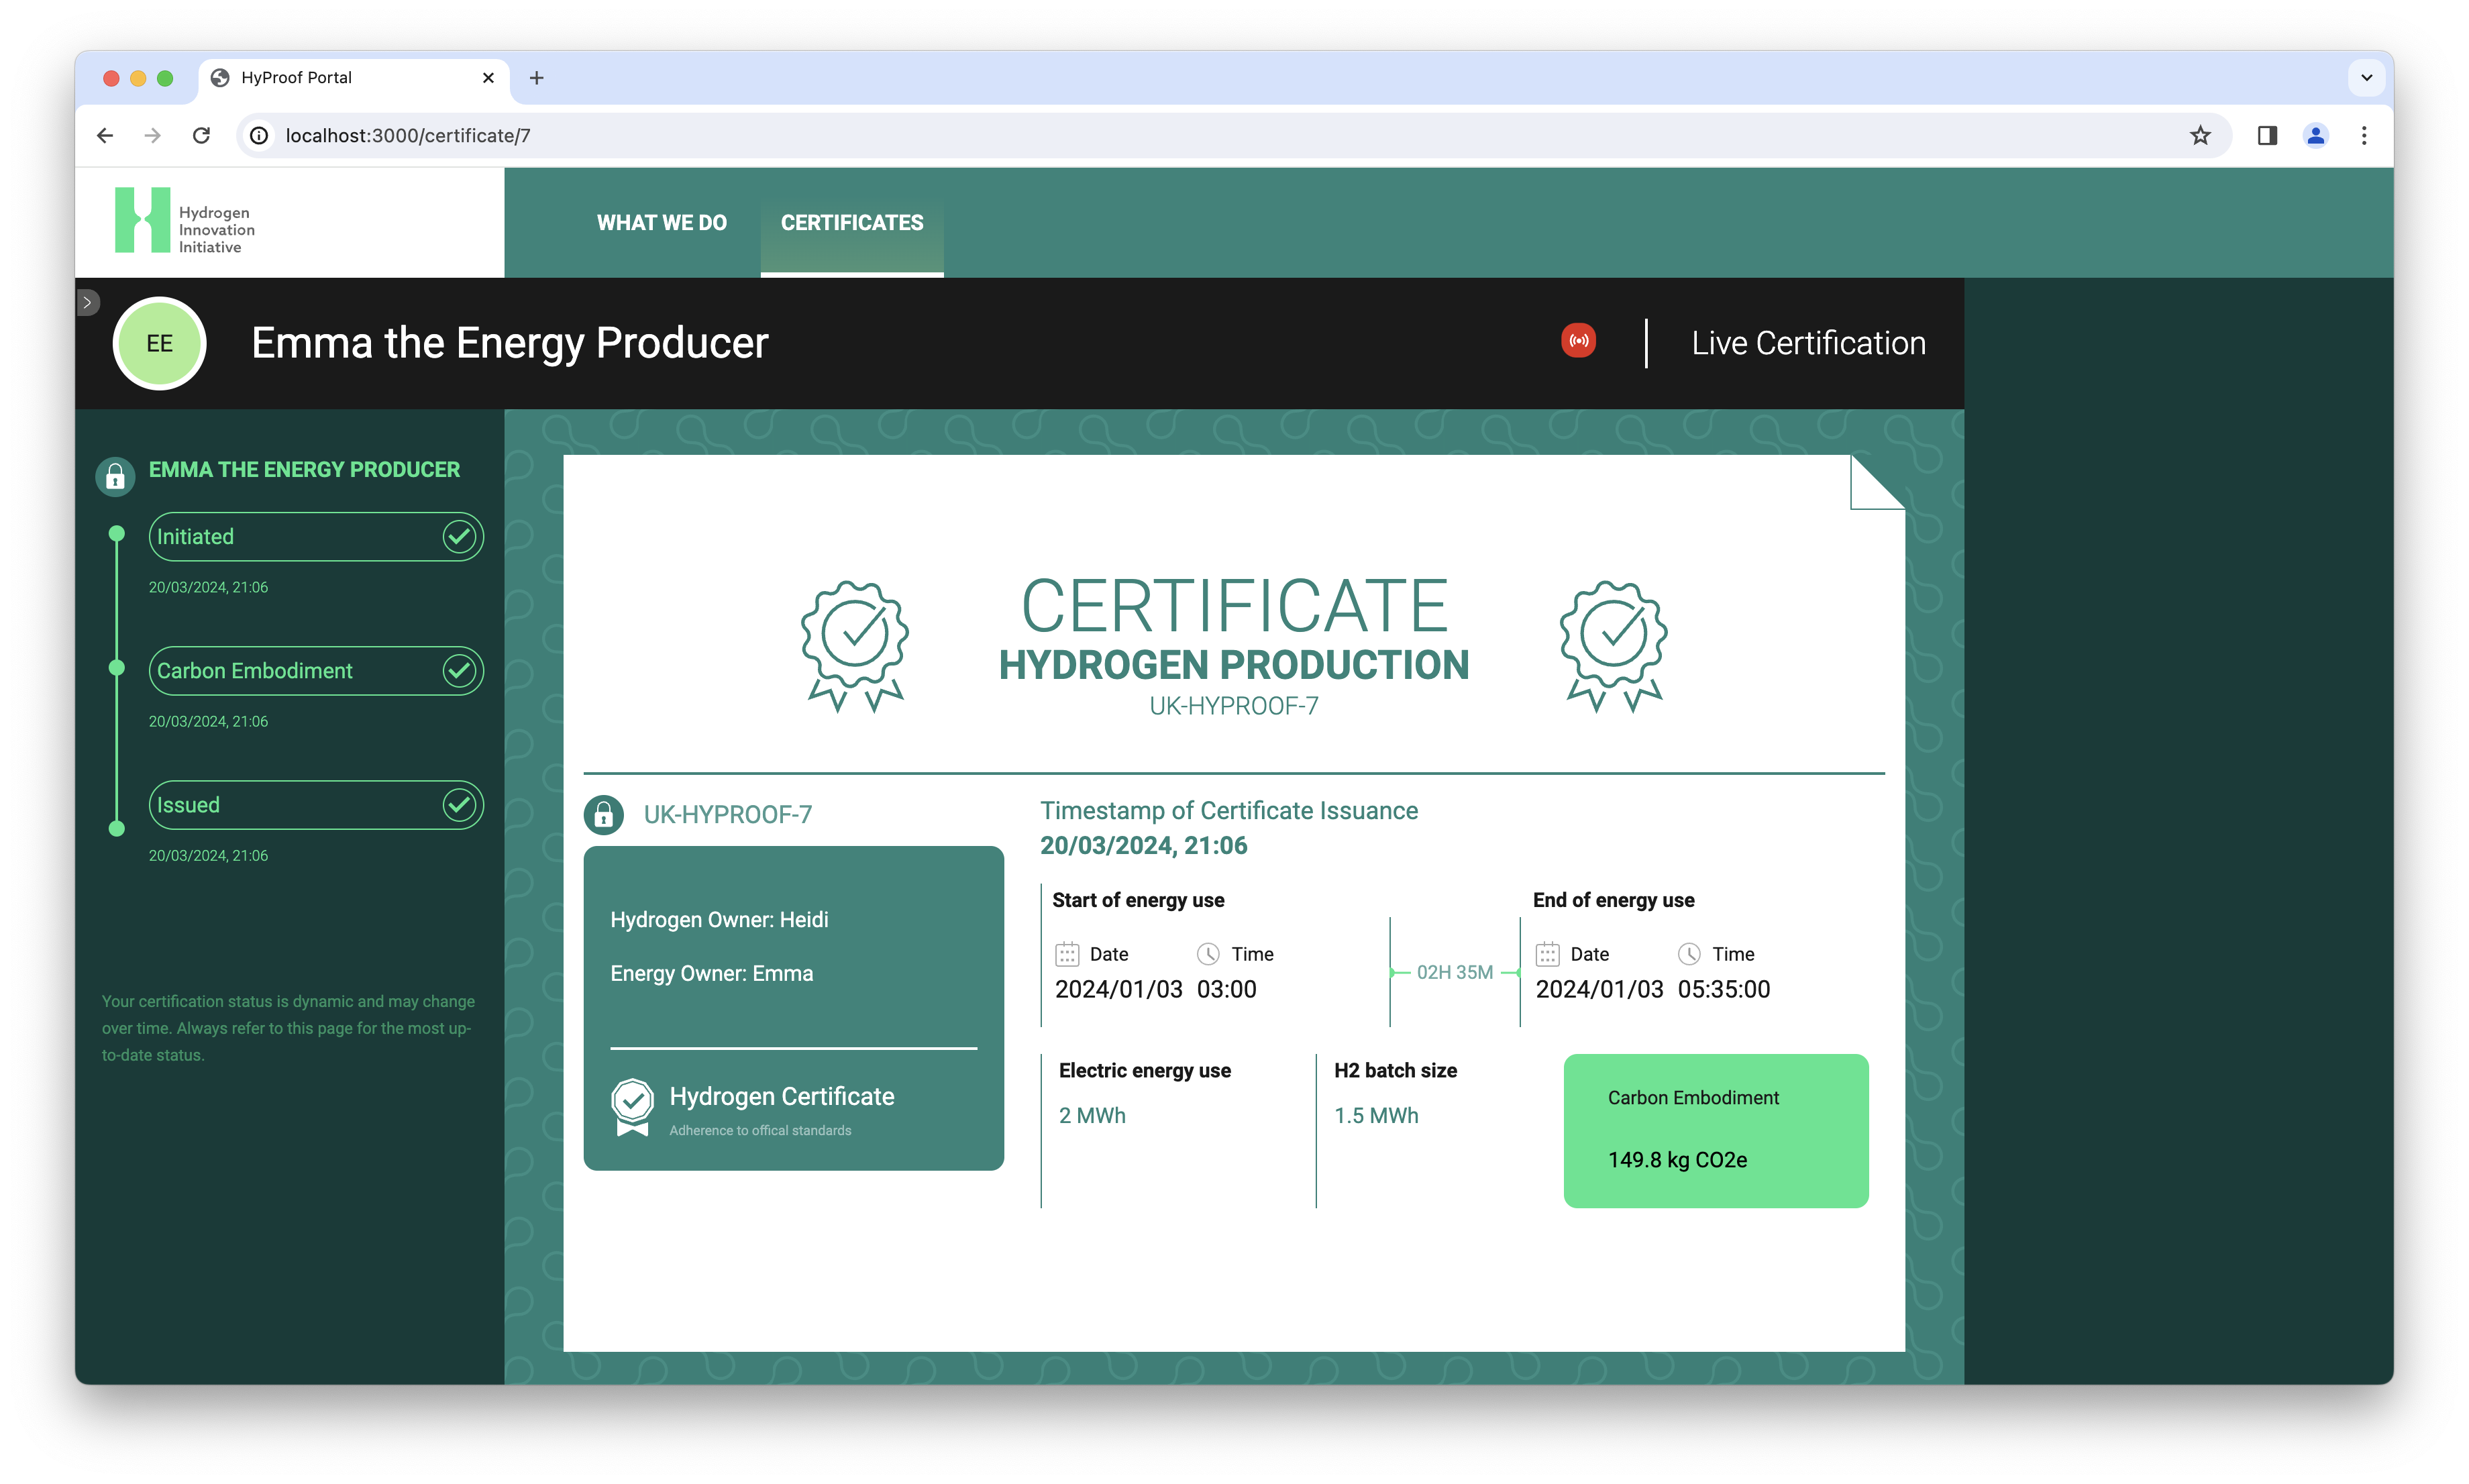 HyProof Portal
localhost:3000/certificate/7
Hydrogen
Innovation
Initiative
WHAT WE DO
CERTIFICATES
EE
Emma the Energy Producer
Live Certification
EMMA THE ENERGY PRODUCER
Initiated
20/03/2024, 21:06
Carbon Embodiment
20/03/2024, 21:06
Issued
20/03/2024, 21:06
Your certification status is dynamic and may change
over time. Always refer to this page for the most up-
to-date status.
CERTIFICATE
HYDROGEN PRODUCTION
UK-HYPROOF-7
UK-HYPROOF-7
Hydrogen Owner: Heidi
Energy Owner: Emma
Hydrogen Certificate
Adherence to offical standards
Timestamp of Certificate Issuance
20/03/2024, 21:06
Start of energy use
Date Time
2024/01/03 03:00
02H 35M
End of energy use
Date Time
2024/01/03 05:35:00
Electric energy use
2 MWh
H2 batch size
1.5 MWh
Carbon Embodiment
149.8 kg CO2e